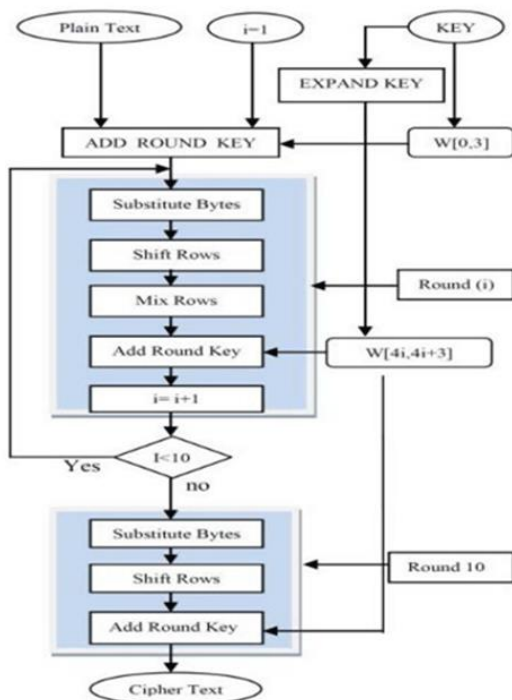 Plain Text
i=1
KEY
EXPAND KEY
ADD ROUND KEY
W[0,3]
Substitute Bytes
Shift Rows
Mix Rows
Round (i)
Add Round Key
W[4i,4i+3]
i= i+1
I<10
Yes
no
Substitute Bytes
Shift Rows
Round 10
Add Round Key
Cipher Text